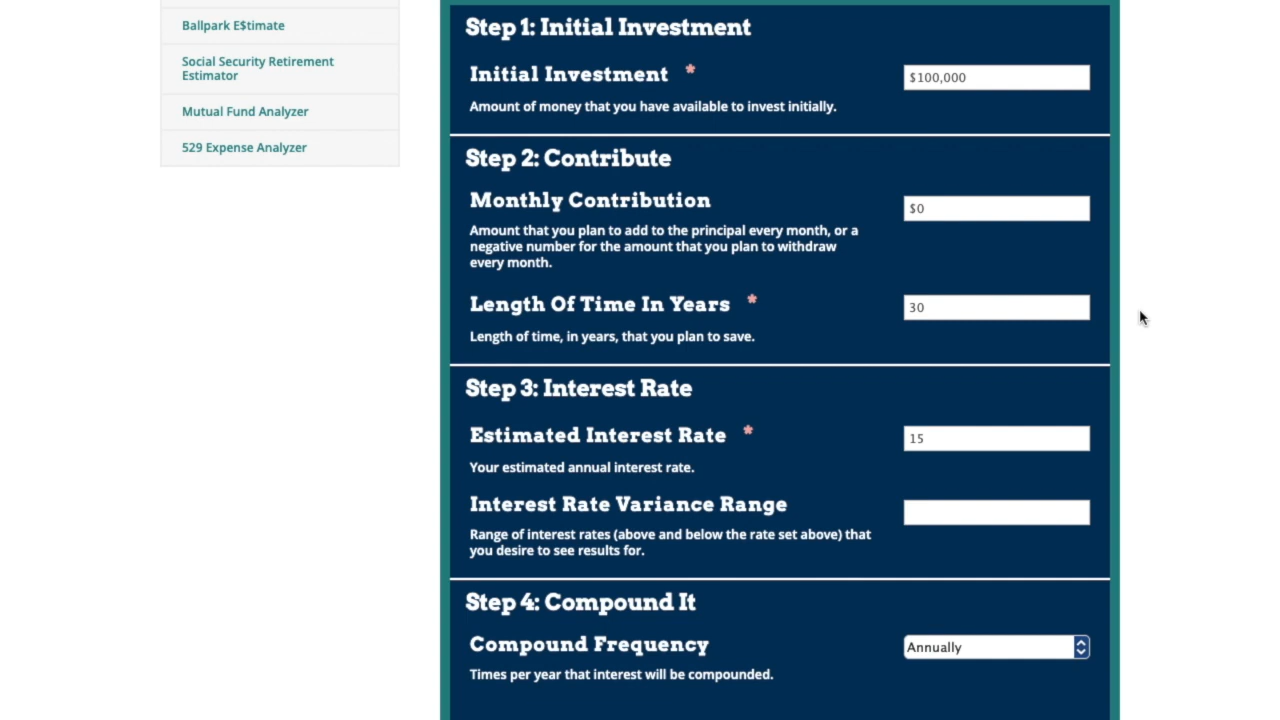 Ballpark E$timate
Social Security Retirement
Estimator
Mutual Fund Analyzer
529 Expense Analyzer
Step 1: Initial Investment
Initial Investment *
$100,000
Amount of money that you have available to invest initially.
Step 2: Contribute
Monthly Contribution
$0
Amount that you plan to add to the principal every month, or a
negative number for the amount that you plan to withdraw
every month.
Length Of Time In Years *
30
Length of time, in years, that you plan to save.
Step 3: Interest Rate
Estimated Interest Rate *
15
Your estimated annual interest rate.
Interest Rate Variance Range
Range of interest rates (above and below the rate set above) that
you desire to see results for.
Step 4: Compound It
Compound Frequency
Annually
Times per year that interest will be compounded.